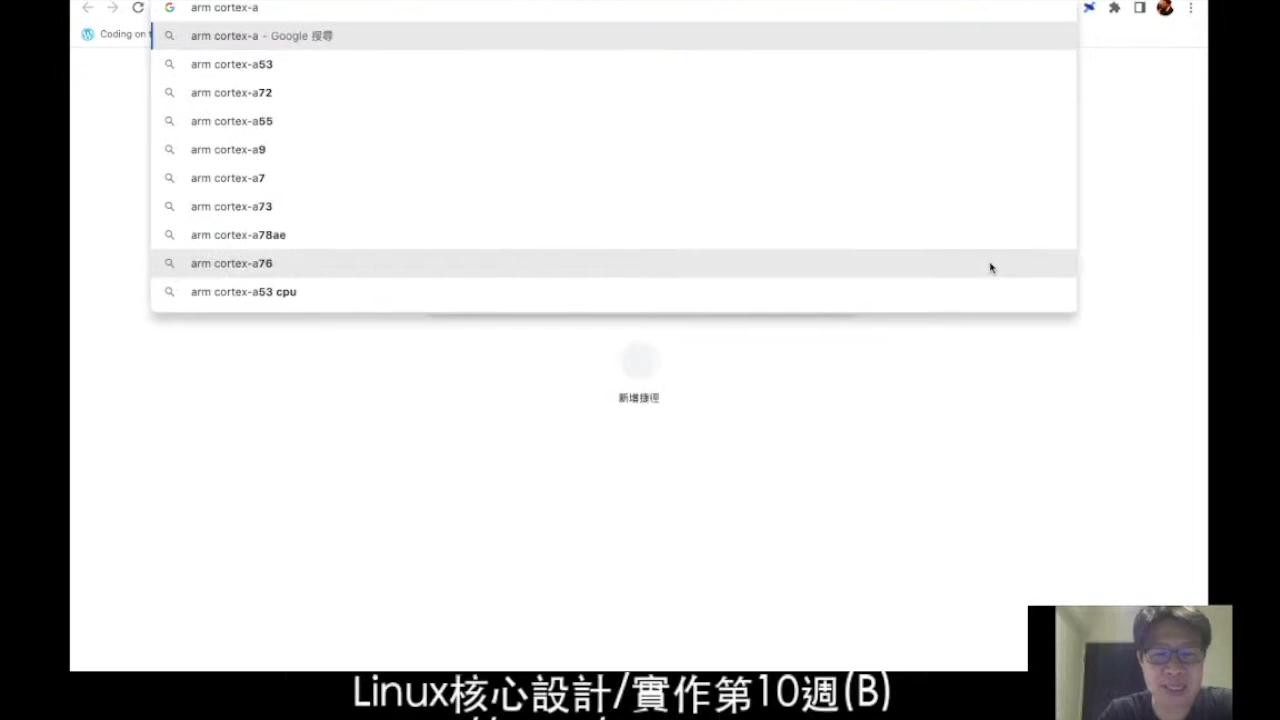 arm cortex-a
Coding on
arm cortex-a - Google 搜尋
arm cortex-a53
arm cortex-a72
arm cortex-a55
arm cortex-a9
arm cortex-a7
arm cortex-a73
arm cortex-a78ae
arm cortex-a76
arm cortex-a53 cpu
新增捷徑
Linux核心設計/實作第10週(B)